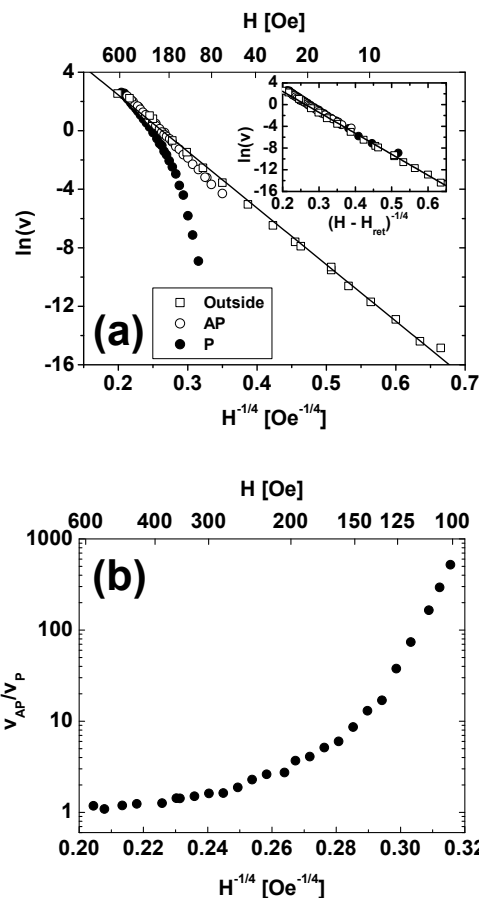 H [Oe]
600 180 80 40 20 10
4
0
-4
-8
-12
-16
ln(v)
(a)
Outside
AP
P
4
0
-4
-8
-12
-16
ln(v)
0.2 0.3 0.4 0.5 0.6
(H - H_ret)^-1/4
0.2 0.3 0.4 0.5 0.6 0.7
H^-1/4 [Oe^-1/4]
H [Oe]
600 400 300 200 150 125 100
1000
100
10
1
v_AP/v_P
(b)
0.20 0.22 0.24 0.26 0.28 0.30 0.32
H^-1/4 [Oe^-1/4]